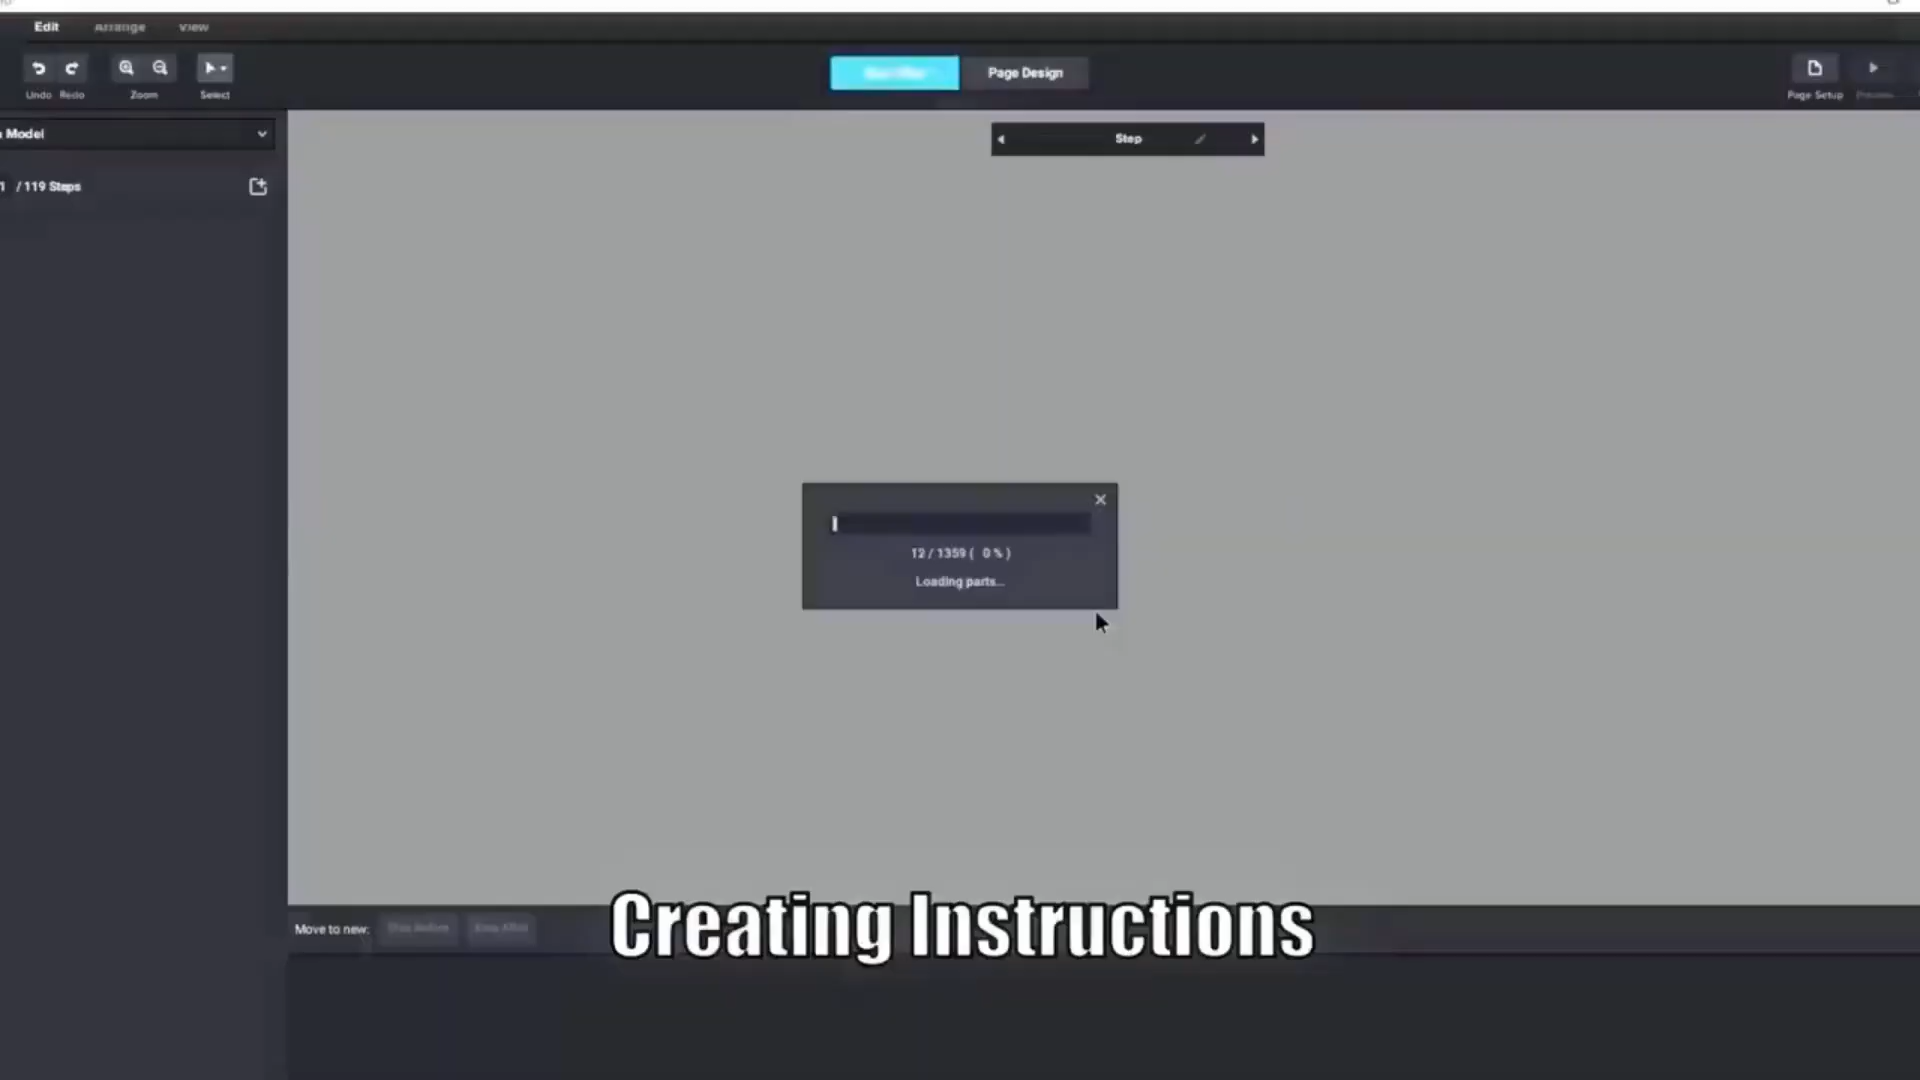 Edit Arrange View
Undo Redo Zoom Select
Page Design
Page Setup
Model
Step
1 / 119 Steps
12 / 1359 ( 0 % )
Loading parts...
Move to new:
Creating Instructions